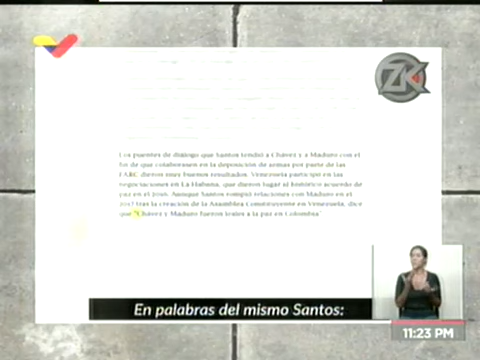 ZK
Los puentes de diálogo que Santos tendió a Chávez y a Maduro con el
fin de que colaborasen en la deposición de armas por parte de las
FARC dieron muy buenos resultados. Venezuela participó en las
negociaciones en La Habana, que dieron lugar al histórico acuerdo de
paz en el 2016. Aunque Santos rompió relaciones con Maduro en el
2017 tras la creación de la Asamblea Constituyente en Venezuela, dice
que "Chávez y Maduro fueron leales a la paz en Colombia"
En palabras del mismo Santos:
11:23 PM